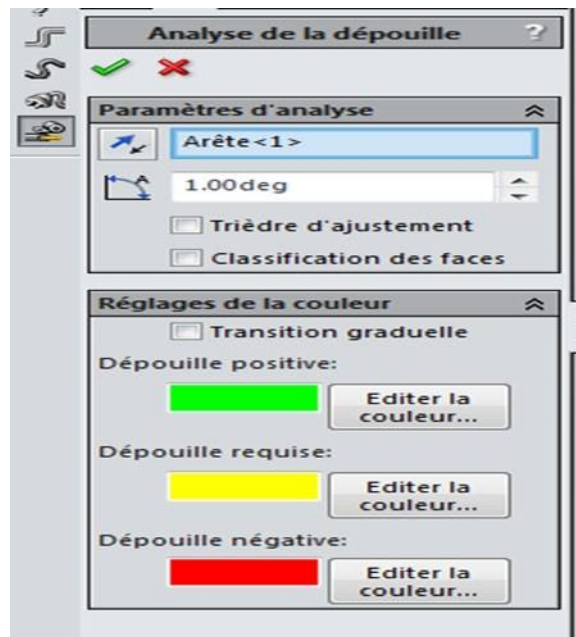 Analyse de la dépouille ?
Paramètres d'analyse
Arête<1>
1.00deg
Trièdre d'ajustement
Classification des faces
Réglages de la couleur
Transition graduelle
Dépouille positive:
Editer la
couleur...
Dépouille requise:
Editer la
couleur...
Dépouille négative:
Editer la
couleur...